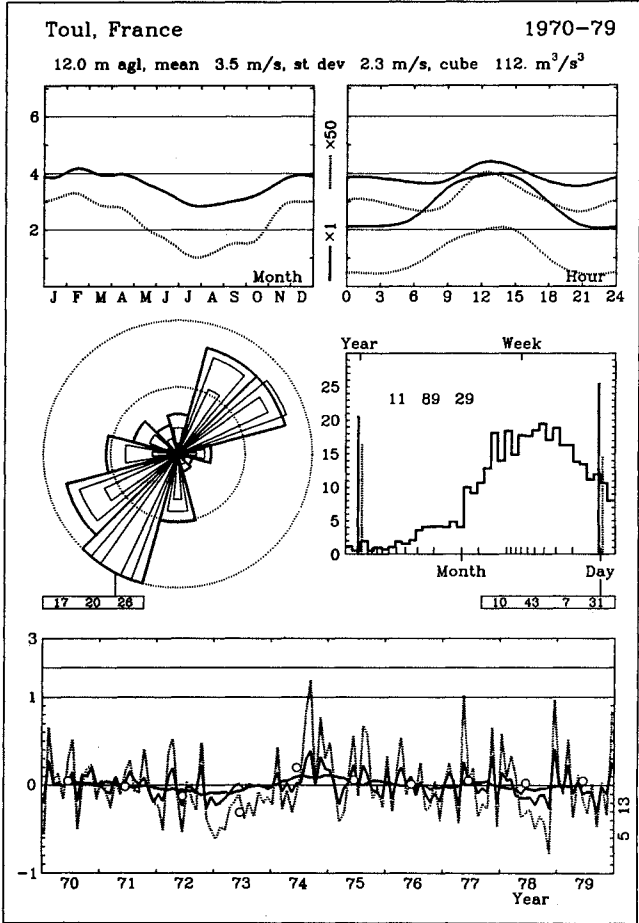 Toul, France 1970-79
12.0 m agl, mean 3.5 m/s, st dev 2.3 m/s, cube 112. m³/s³
6
4
2
J F M A M J J A S O N D
Month
×50
×1
Hour
0 3 6 9 12 15 18 21 24
Year Week
25
20
15
10
5
0
11 89 29
Month Day
17 20 26
10 43 7 31
3
1
0
-1
70 71 72 73 74 75 76 77 78 79
Year
5 13